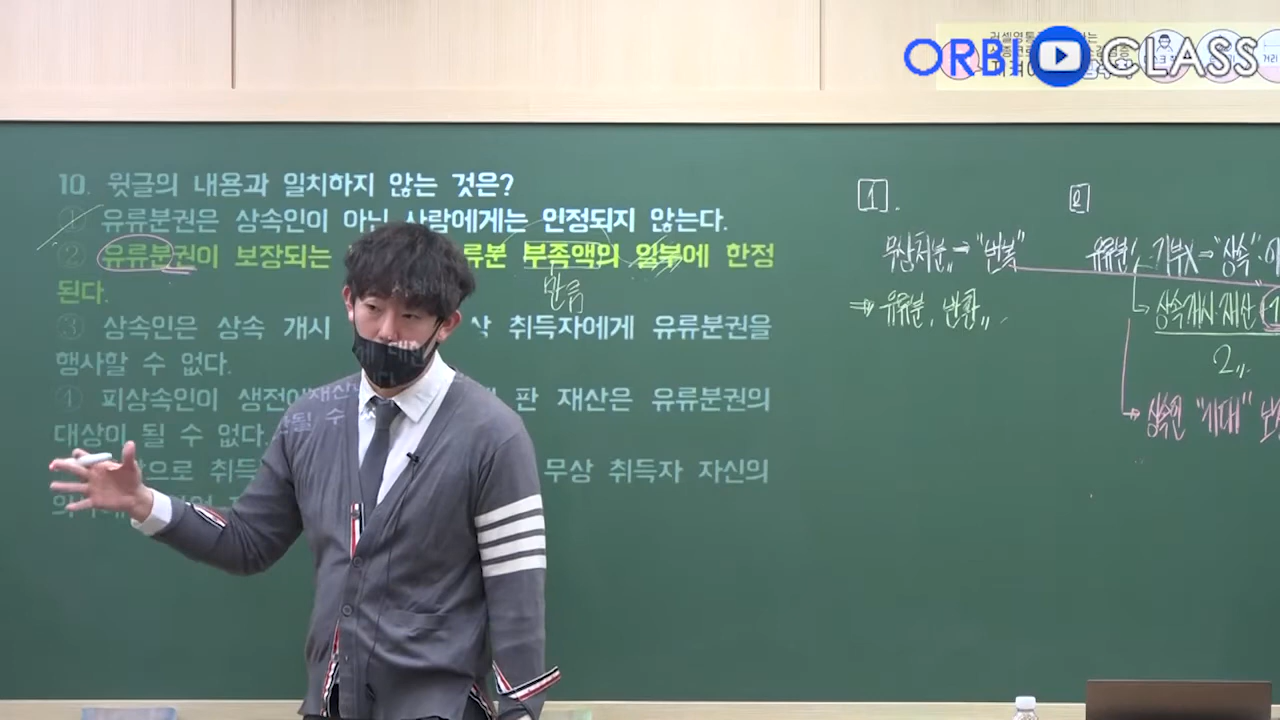 ORBI CLASS
거리
10. 윗글의 내용과 일치하지 않는 것은?
① 유류분권은 상속인이 아닌 사람에게는 인정되지 않는다.
② 유류분권이 보장되는 류분 부족액의 일부에 한정
된다.
만큼
③ 상속인은 상속 개시 상 취득자에게 유류분권을
행사할 수 없다.
④ 피상속인이 생전에 판 재산은 유류분권의
대상이 될 수 없다.
으로 취득 무상 취득자 자신의
1
무상처분 → "번복"
⇒ 유류분, 반환
2
유류분, 기부X → "상속"
상속개시·재산
2
상속인 "기대"